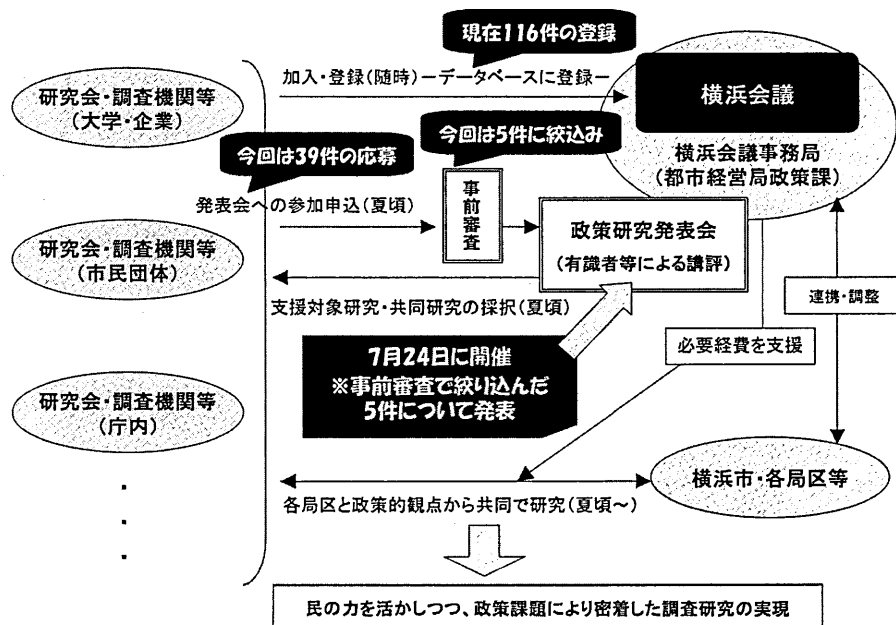 現在116件の登録
加入・登録(随時)ーデータベースに登録ー
横浜会議
横浜会議事務局
(都市経営局政策課)
研究会・調査機関等
(大学・企業)
今回は39件の応募
今回は5件に絞込み
発表会への参加申込(夏頃)
事前審査
政策研究発表会
(有識者等による講評)
研究会・調査機関等
(市民団体)
支援対象研究・共同研究の採択(夏頃)
連携・調整
必要経費を支援
7月24日に開催
※事前審査で絞り込んだ
5件について発表
研究会・調査機関等
(庁内)
横浜市・各局区等
各局区と政策的観点から共同で研究(夏頃～)
民の力を活かしつつ、政策課題により密着した調査研究の実現